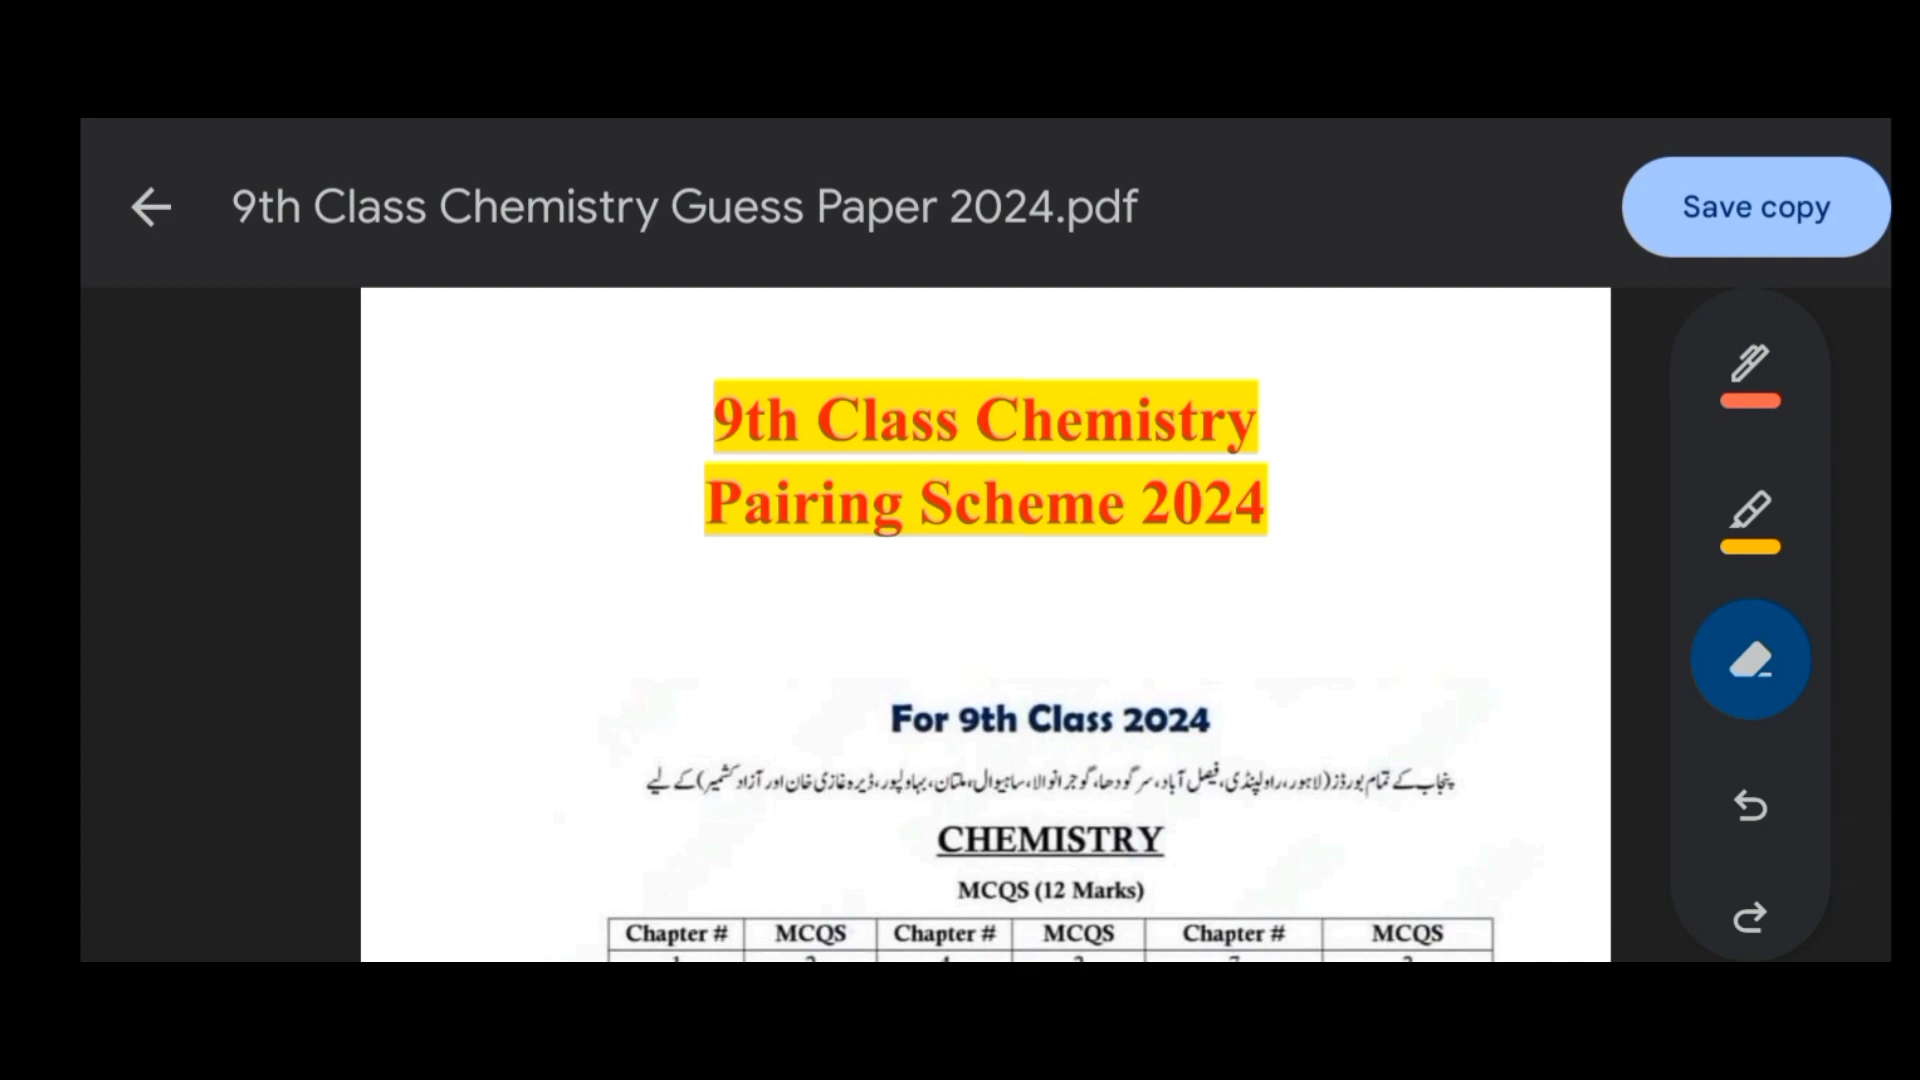 9th Class Chemistry Guess Paper 2024.pdf
Save copy
9th Class Chemistry
Pairing Scheme 2024
For 9th Class 2024
پنجاب کے تمام بورڈز (لاہور، راولپنڈی، فیصل آباد، سرگودھا، گوجرانوالا، ساہیوال، ملتان، بہاولپور، ڈیرہ غازی خان اور آزاد کشمیر) کے لیے
CHEMISTRY
MCQS (12 Marks)
Chapter # MCQS Chapter # MCQS Chapter # MCQS